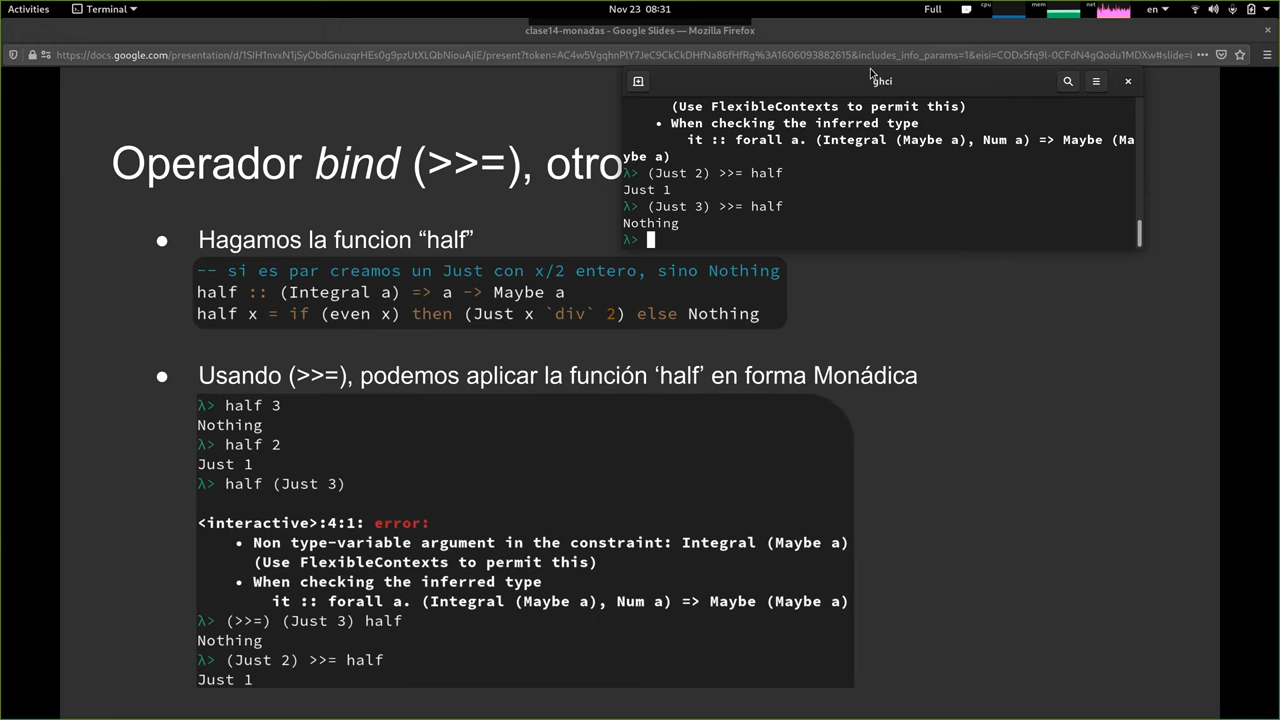 Activities
Terminal
Nov 23 08:31
Full
cpu
mem
net
en
clase14-monadas - Google Slides — Mozilla Firefox
ghci
(Use FlexibleContexts to permit this)
• When checking the inferred type
it :: forall a. (Integral (Maybe a), Num a) => Maybe (Ma
ybe a)
λ> (Just 2) >>= half
Just 1
λ> (Just 3) >>= half
Nothing
λ>
Operador bind (>>=), otro
● Hagamos la funcion “half”
-- si es par creamos un Just con x/2 entero, sino Nothing
half :: (Integral a) => a -> Maybe a
half x = if (even x) then (Just x `div` 2) else Nothing
● Usando (>>=), podemos aplicar la función ‘half’ en forma Monádica
λ> half 3
Nothing
λ> half 2
Just 1
λ> half (Just 3)
<interactive>:4:1: error:
• Non type-variable argument in the constraint: Integral (Maybe a)
(Use FlexibleContexts to permit this)
• When checking the inferred type
it :: forall a. (Integral (Maybe a), Num a) => Maybe (Maybe a)
λ> (>>=) (Just 3) half
Nothing
λ> (Just 2) >>= half
Just 1